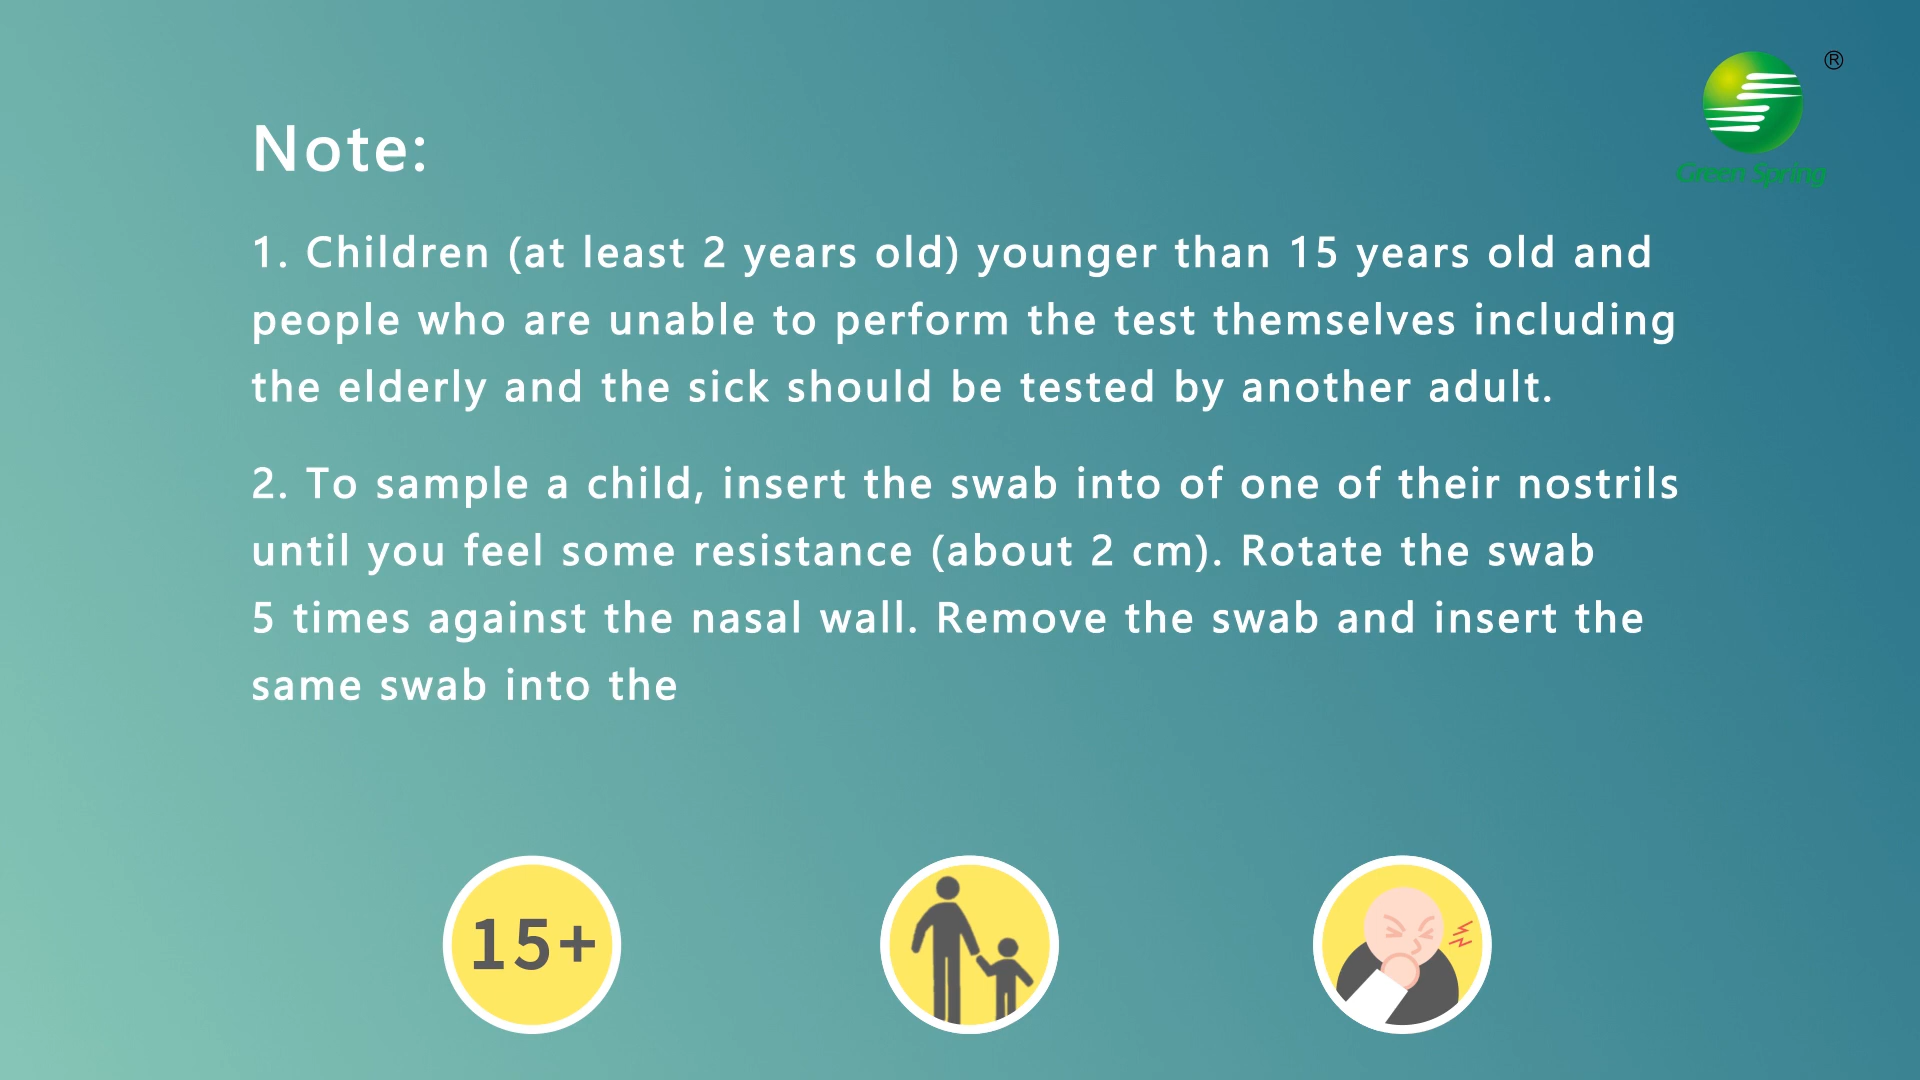 ®
Green Spring
Note:
1. Children (at least 2 years old) younger than 15 years old and
people who are unable to perform the test themselves including
the elderly and the sick should be tested by another adult.
2. To sample a child, insert the swab into of one of their nostrils
until you feel some resistance (about 2 cm). Rotate the swab
5 times against the nasal wall. Remove the swab and insert the
same swab into the
15+